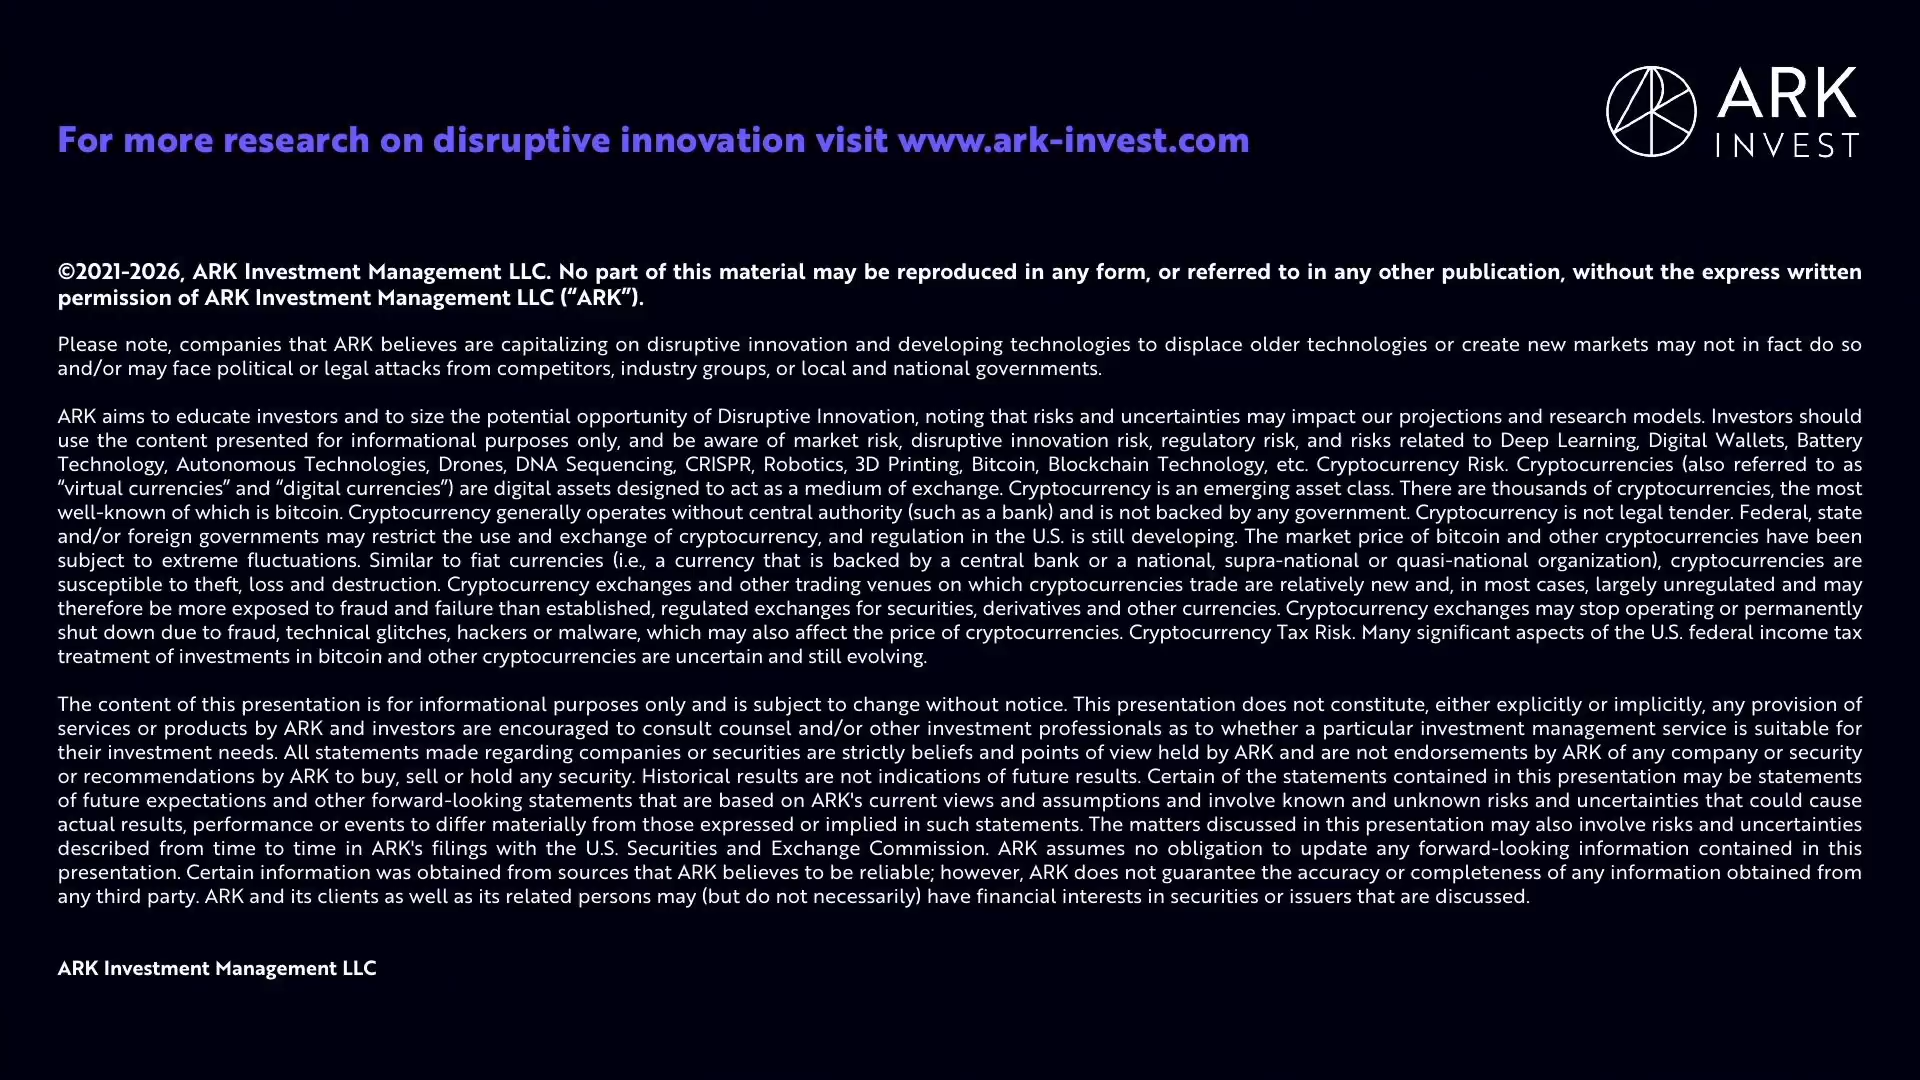 ARK
INVEST
For more research on disruptive innovation visit www.ark-invest.com
©2021-2026, ARK Investment Management LLC. No part of this material may be reproduced in any form, or referred to in any other publication, without the express written
permission of ARK Investment Management LLC (“ARK”).
Please note, companies that ARK believes are capitalizing on disruptive innovation and developing technologies to displace older technologies or create new markets may not in fact do so
and/or may face political or legal attacks from competitors, industry groups, or local and national governments.
ARK aims to educate investors and to size the potential opportunity of Disruptive Innovation, noting that risks and uncertainties may impact our projections and research models. Investors should
use the content presented for informational purposes only, and be aware of market risk, disruptive innovation risk, regulatory risk, and risks related to Deep Learning, Digital Wallets, Battery
Technology, Autonomous Technologies, Drones, DNA Sequencing, CRISPR, Robotics, 3D Printing, Bitcoin, Blockchain Technology, etc. Cryptocurrency Risk. Cryptocurrencies (also referred to as
“virtual currencies” and “digital currencies”) are digital assets designed to act as a medium of exchange. Cryptocurrency is an emerging asset class. There are thousands of cryptocurrencies, the most
well-known of which is bitcoin. Cryptocurrency generally operates without central authority (such as a bank) and is not backed by any government. Cryptocurrency is not legal tender. Federal, state
and/or foreign governments may restrict the use and exchange of cryptocurrency, and regulation in the U.S. is still developing. The market price of bitcoin and other cryptocurrencies have been
subject to extreme fluctuations. Similar to fiat currencies (i.e., a currency that is backed by a central bank or a national, supra-national or quasi-national organization), cryptocurrencies are
susceptible to theft, loss and destruction. Cryptocurrency exchanges and other trading venues on which cryptocurrencies trade are relatively new and, in most cases, largely unregulated and may
therefore be more exposed to fraud and failure than established, regulated exchanges for securities, derivatives and other currencies. Cryptocurrency exchanges may stop operating or permanently
shut down due to fraud, technical glitches, hackers or malware, which may also affect the price of cryptocurrencies. Cryptocurrency Tax Risk. Many significant aspects of the U.S. federal income tax
treatment of investments in bitcoin and other cryptocurrencies are uncertain and still evolving.
The content of this presentation is for informational purposes only and is subject to change without notice. This presentation does not constitute, either explicitly or implicitly, any provision of
services or products by ARK and investors are encouraged to consult counsel and/or other investment professionals as to whether a particular investment management service is suitable for
their investment needs. All statements made regarding companies or securities are strictly beliefs and points of view held by ARK and are not endorsements by ARK of any company or security
or recommendations by ARK to buy, sell or hold any security. Historical results are not indications of future results. Certain of the statements contained in this presentation may be statements
of future expectations and other forward-looking statements that are based on ARK's current views and assumptions and involve known and unknown risks and uncertainties that could cause
actual results, performance or events to differ materially from those expressed or implied in such statements. The matters discussed in this presentation may also involve risks and uncertainties
described from time to time in ARK's filings with the U.S. Securities and Exchange Commission. ARK assumes no obligation to update any forward-looking information contained in this
presentation. Certain information was obtained from sources that ARK believes to be reliable; however, ARK does not guarantee the accuracy or completeness of any information obtained from
any third party. ARK and its clients as well as its related persons may (but do not necessarily) have financial interests in securities or issuers that are discussed.
ARK Investment Management LLC